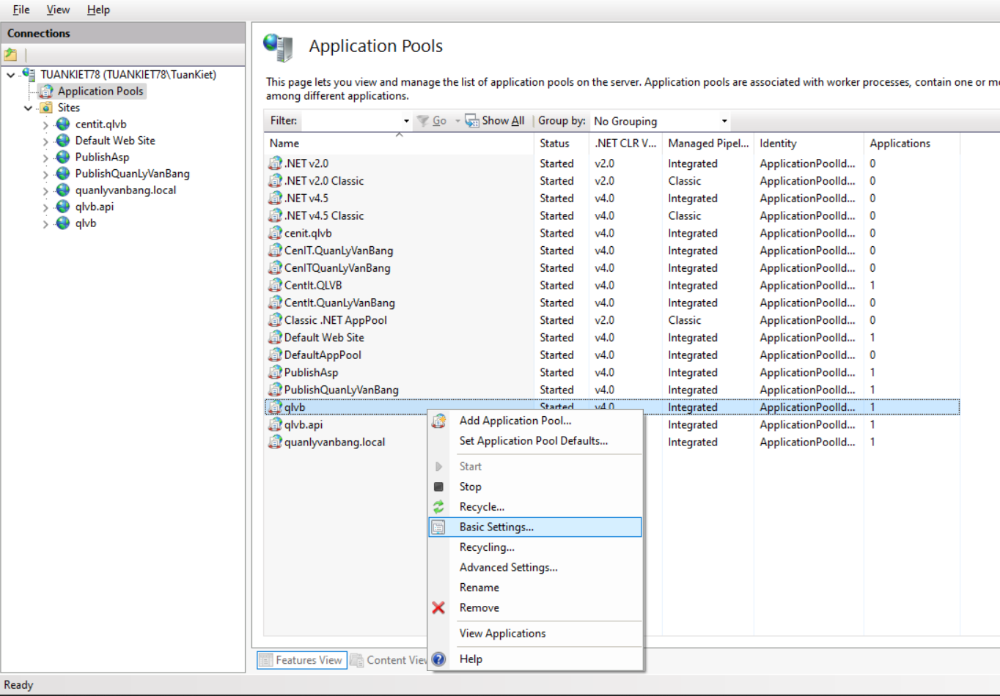 File View Help
Connections
TUANKIET78 (TUANKIET78\TuanKiet)
Application Pools
Sites
centit.qlvb
Default Web Site
PublishAsp
PublishQuanLyVanBang
quanlyvanbang.local
qlvb.api
qlvb
Application Pools
This page lets you view and manage the list of application pools on the server. Application pools are associated with worker processes, contain one or mo
among different applications.
Filter: Go Show All Group by: No Grouping
Name Status .NET CLR V... Managed Pipel... Identity Applications
.NET v2.0 Started v2.0 Integrated ApplicationPoolId... 0
.NET v2.0 Classic Started v2.0 Classic ApplicationPoolId... 0
.NET v4.5 Started v4.0 Integrated ApplicationPoolId... 0
.NET v4.5 Classic Started v4.0 Classic ApplicationPoolId... 0
cenit.qlvb Started v4.0 Integrated ApplicationPoolId... 0
CenIT.QuanLyVanBang Started v4.0 Integrated ApplicationPoolId... 0
CenITQuanLyVanBang Started v4.0 Integrated ApplicationPoolId... 0
CentIt.QLVB Started v4.0 Integrated ApplicationPoolId... 1
CentIt.QuanLyVanBang Started v4.0 Integrated ApplicationPoolId... 0
Classic .NET AppPool Started v2.0 Classic ApplicationPoolId... 0
Default Web Site Started v4.0 Integrated ApplicationPoolId... 1
DefaultAppPool Started v4.0 Integrated ApplicationPoolId... 0
PublishAsp Started v4.0 Integrated ApplicationPoolId... 1
PublishQuanLyVanBang Started v4.0 Integrated ApplicationPoolId... 1
qlvb Started v4.0 Integrated ApplicationPoolId... 1
qlvb.api Integrated ApplicationPoolId... 1
quanlyvanbang.local Integrated ApplicationPoolId... 1
Add Application Pool...
Set Application Pool Defaults...
Start
Stop
Recycle...
Basic Settings...
Recycling...
Advanced Settings...
Rename
Remove
View Applications
Help
Features View Content View
Ready